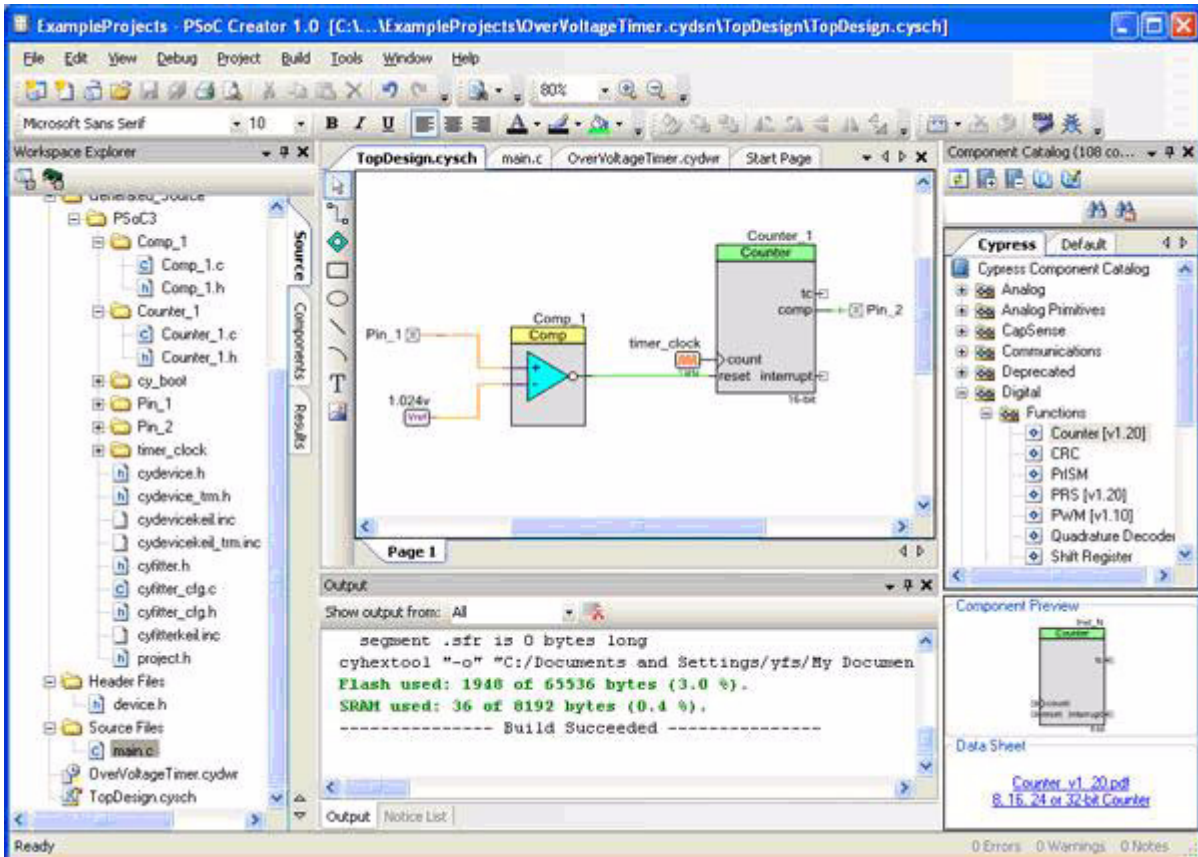 ExampleProjects - PSoC Creator 1.0 [C:\...\ExampleProjects\OverVoltageTimer.cydsn\TopDesign\TopDesign.cysch]
File Edit View Debug Project Build Tools Window Help
80%
Microsoft Sans Serif 10 B I U A
Workspace Explorer
Generated_Source
PSoC3
Comp_1
Comp_1.c
Comp_1.h
Counter_1
Counter_1.c
Counter_1.h
cy_boot
Pin_1
Pin_2
timer_clock
cydevice.h
cydevice_trm.h
cydevicekeil.inc
cydevicekeil_trm.inc
cyfitter.h
cyfitter_cfg.c
cyfitter_cfg.h
cyfitterkeil.inc
project.h
Header Files
device.h
Source Files
main.c
OverVoltageTimer.cydwr
TopDesign.cysch
Source
Components
Results
TopDesign.cysch main.c OverVoltageTimer.cydwr Start Page
T
Counter_1
Counter
tc
comp
Pin_2
timer_clock
count
reset interrupt
16-bit
Comp_1
Comp
Pin_1
1.024v
Vref
Page 1
Output
Show output from: All
segment .sfr is 0 bytes long
cyhextool "-o" "C:/Documents and Settings/yfs/My Documen
Flash used: 1948 of 65536 bytes (3.0 %).
SRAM used: 36 of 8192 bytes (0.4 %).
--------------- Build Succeeded ---------------
Output Notice List
Component Catalog (108 co...
Cypress Default
Cypress Component Catalog
Analog
Analog Primitives
CapSense
Communications
Deprecated
Digital
Functions
Counter [v1.20]
CRC
PrISM
PRS [v1.20]
PWM [v1.10]
Quadrature Decoder
Shift Register
Component Preview
Inst_N
Counter
Data Sheet
Counter_v1_20.pdf
8, 16, 24 or 32-bit Counter
Ready
0 Errors 0 Warnings 0 Notes